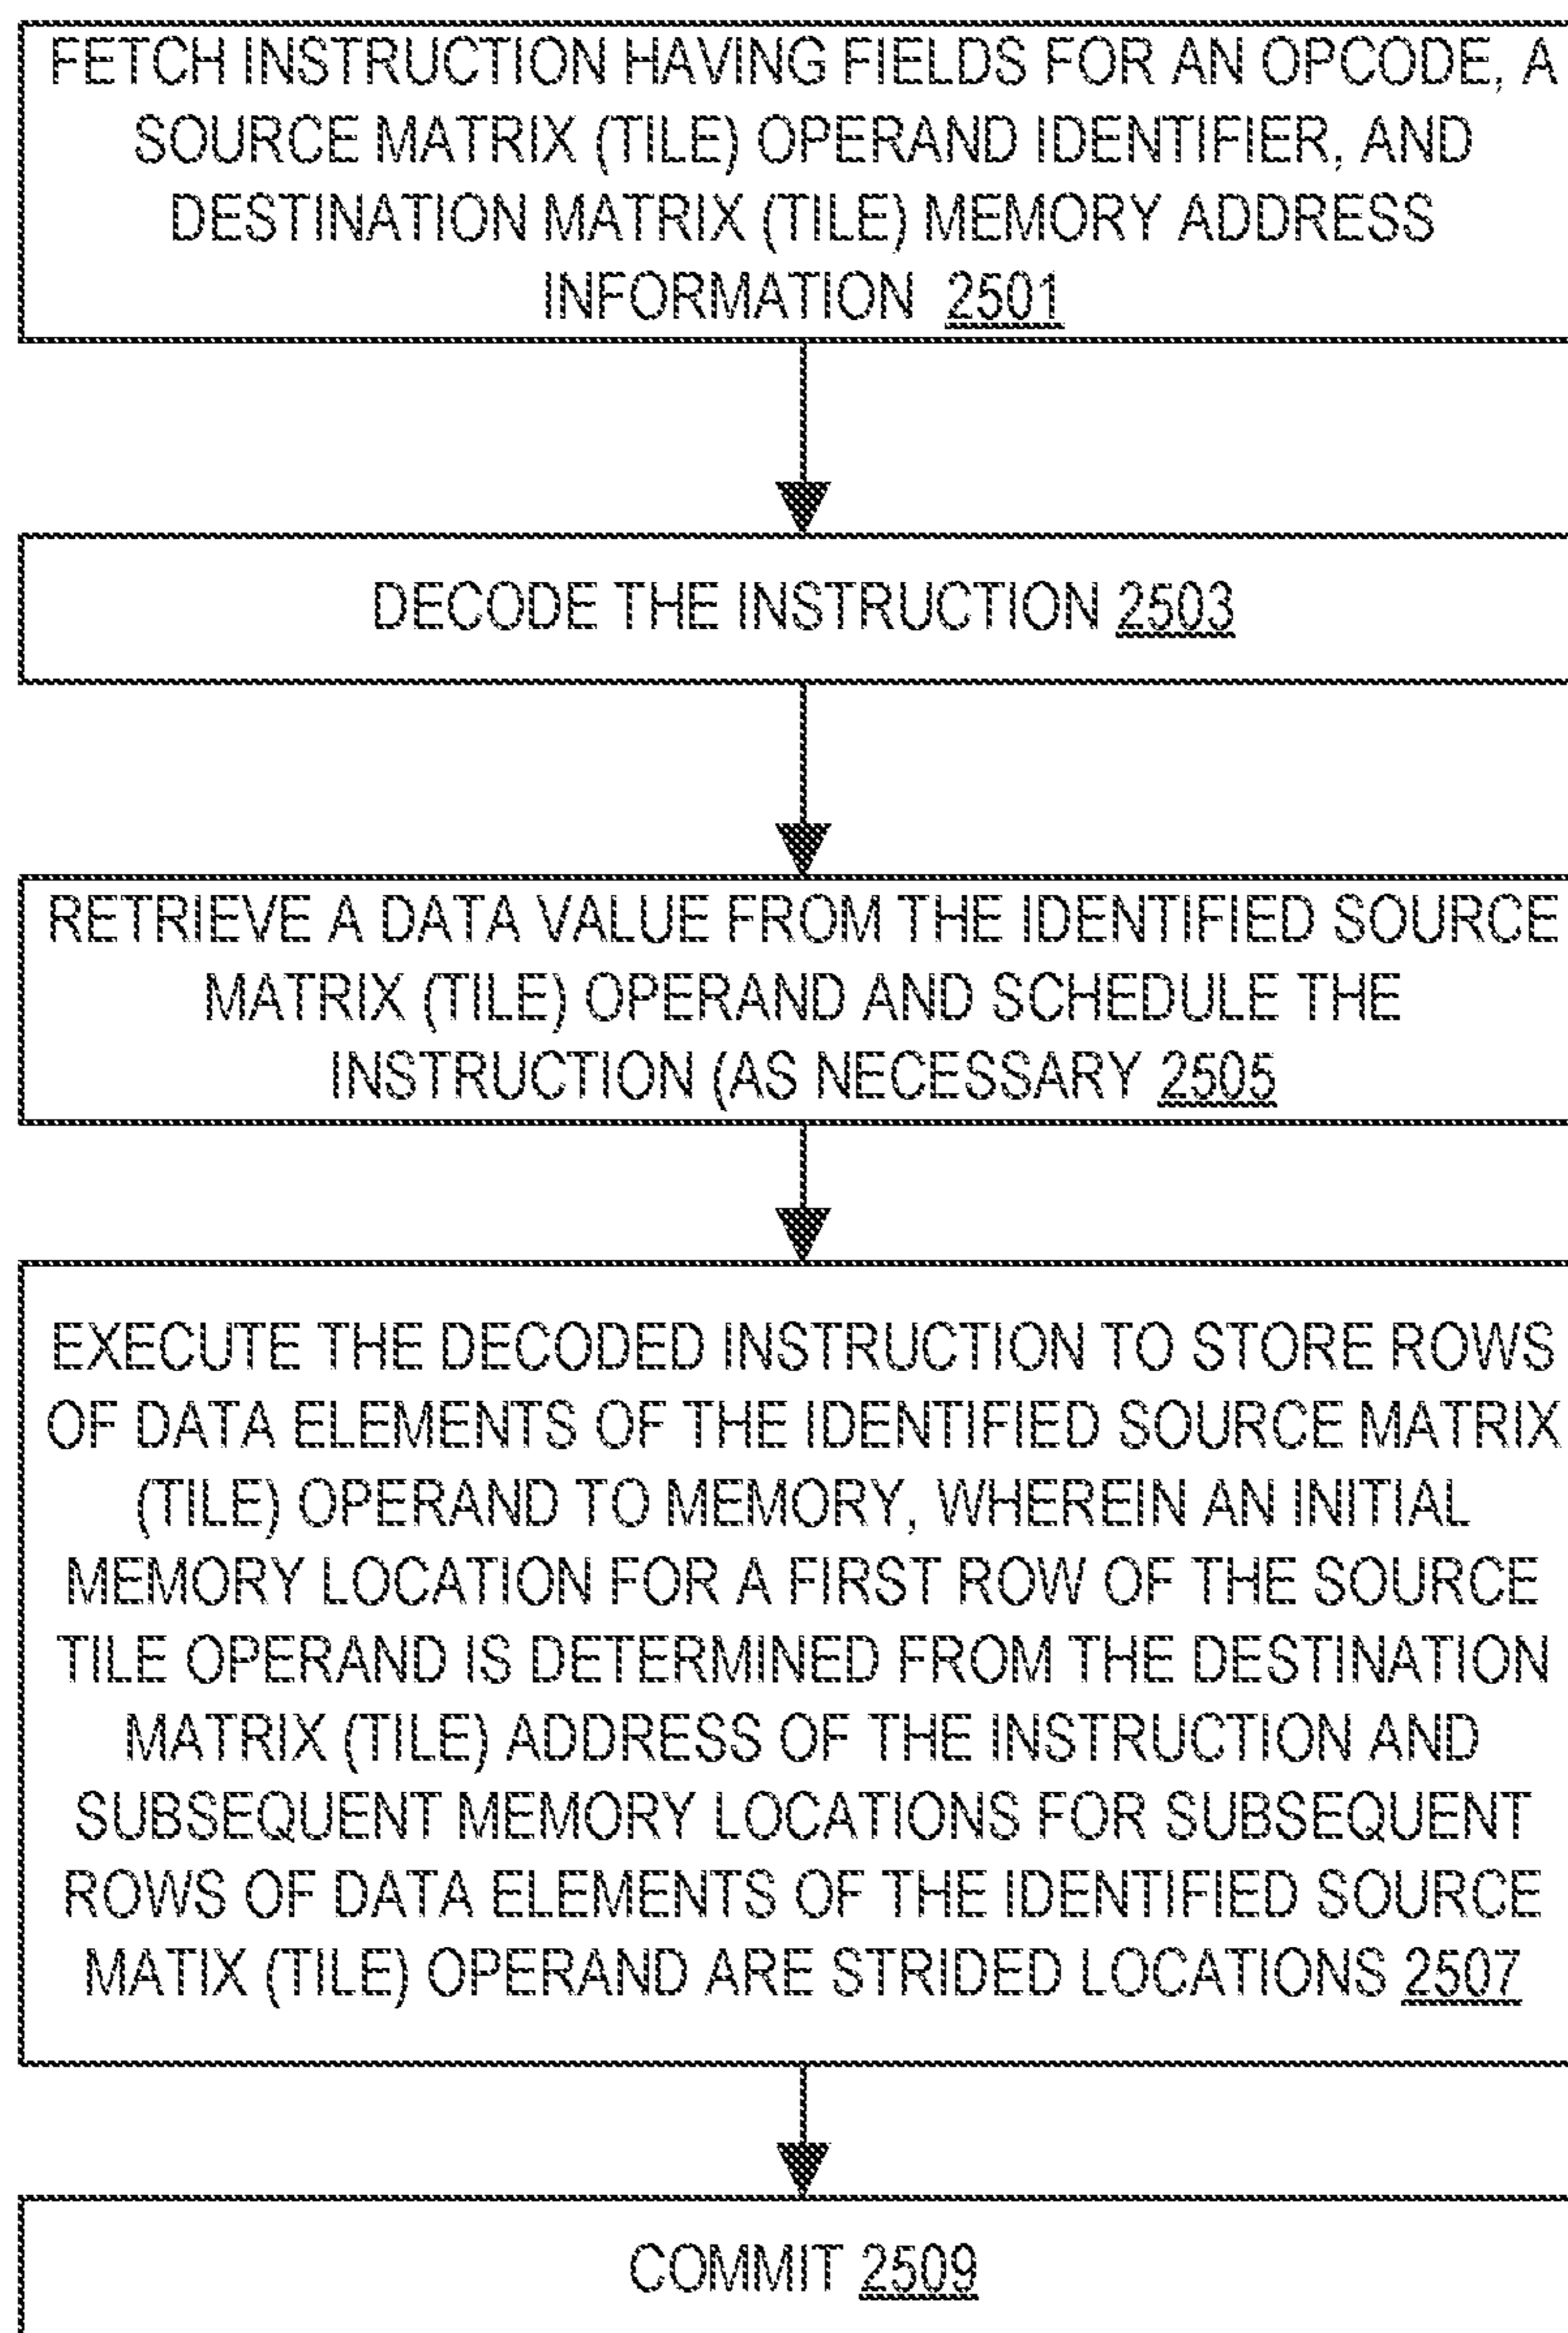 FETCH INSTRUCTION HAVING FIELDS FOR AN OPCODE, A
SOURCE MATRIX (TILE) OPERAND IDENTIFIER, AND
DESTINATION MATRIX (TILE) MEMORY ADDRESS
INFORMATION 2501
DECODE THE INSTRUCTION 2503
RETRIEVE A DATA VALUE FROM THE IDENTIFIED SOURCE
MATRIX (TILE) OPERAND AND SCHEDULE THE
INSTRUCTION (AS NECESSARY 2505
EXECUTE THE DECODED INSTRUCTION TO STORE ROWS
OF DATA ELEMENTS OF THE IDENTIFIED SOURCE MATRIX
(TILE) OPERAND TO MEMORY, WHEREIN AN INITIAL
MEMORY LOCATION FOR A FIRST ROW OF THE SOURCE
TILE OPERAND IS DETERMINED FROM THE DESTINATION
MATRIX (TILE) ADDRESS OF THE INSTRUCTION AND
SUBSEQUENT MEMORY LOCATIONS FOR SUBSEQUENT
ROWS OF DATA ELEMENTS OF THE IDENTIFIED SOURCE
MATIX (TILE) OPERAND ARE STRIDED LOCATIONS 2507
COMMIT 2509